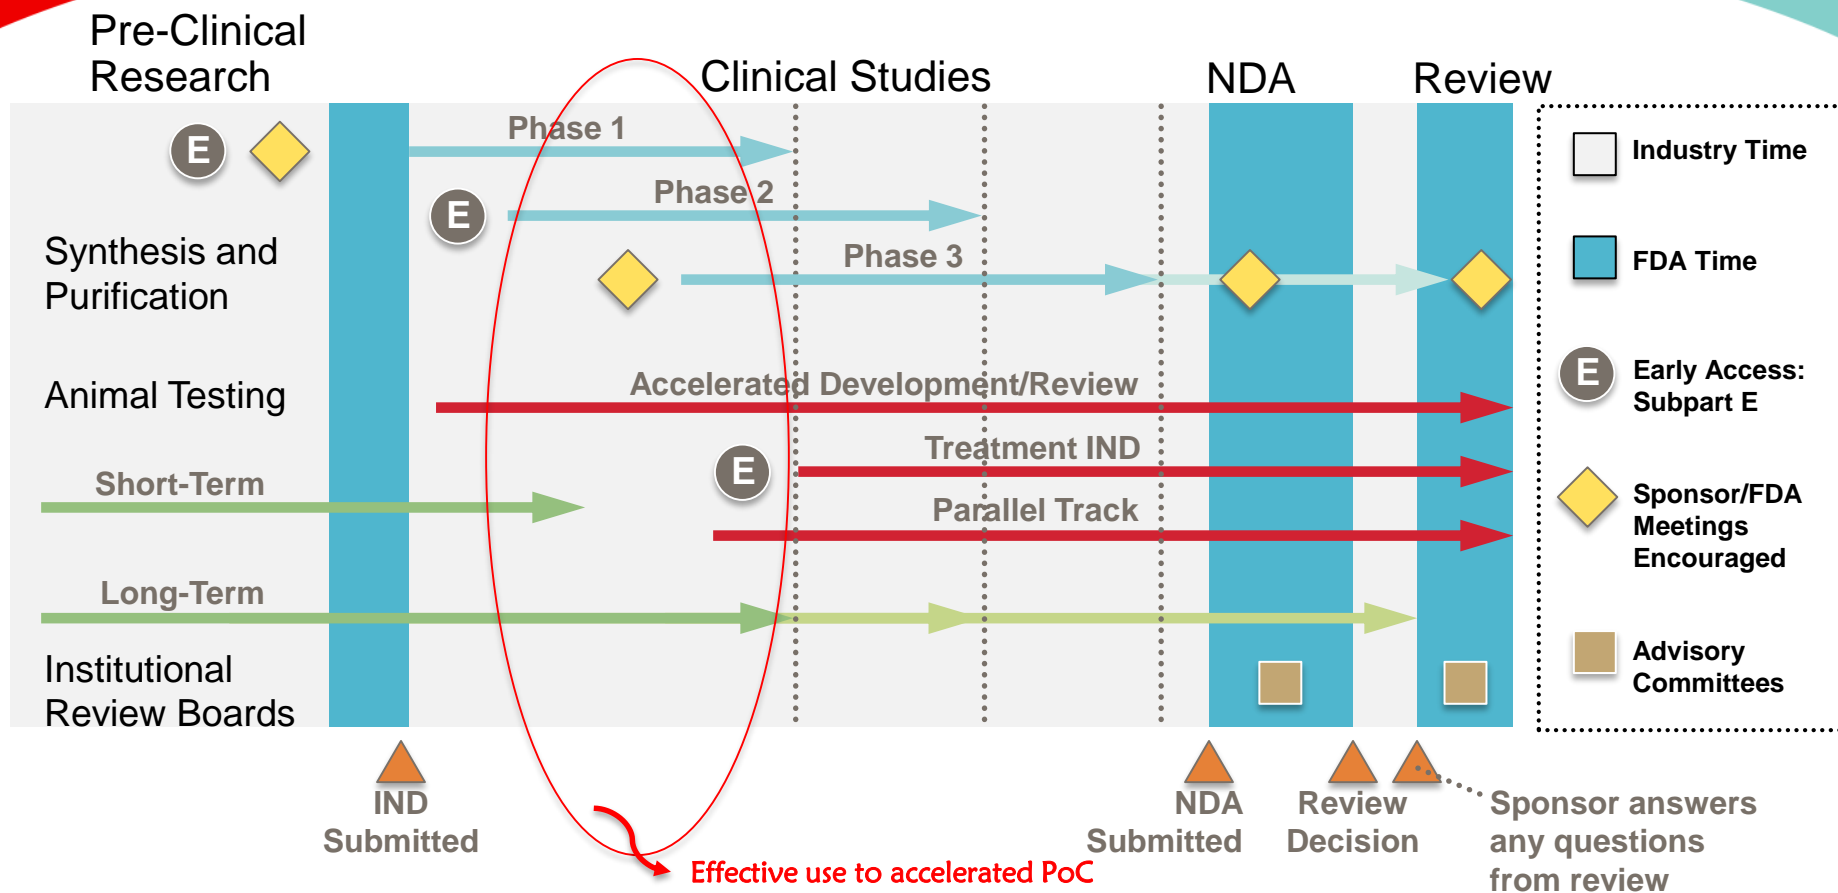 Pre-Clinical
Research
Clinical Studies
NDA
Review
E
Phase 1
Phase 2
E
Synthesis and
Purification
Phase 3
Animal Testing
Accelerated Development/Review
Treatment IND
E
Short-Term
Parallel Track
Long-Term
Institutional
Review Boards
IND
Submitted
NDA
Submitted
Review
Decision
Sponsor answers
any questions
from review
Effective use to accelerated PoC
Industry Time
FDA Time
E
Early Access:
Subpart E
Sponsor/FDA
Meetings
Encouraged
Advisory
Committees